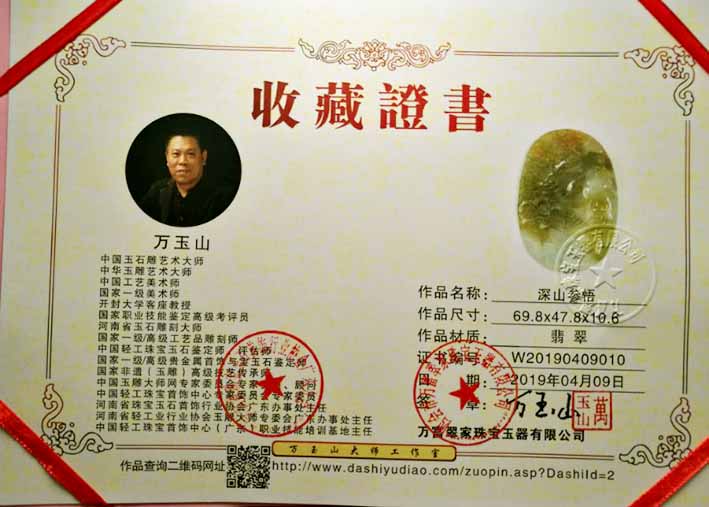 收藏證書
万玉山
中国玉石雕艺术大师
中华玉雕艺术大师
中国工艺美术师
国家一级美术师
开封大学客座教授
国家职业技能鉴定高级考评员
河南省玉石雕刻大师
国家一级/高级工艺品雕刻师
中国轻工珠宝玉石鉴定师、评估师
国家一级/高级贵金属首饰与宝玉石鉴定师
国家非遗(玉雕)高级技艺传承师
中国玉雕大师网专家委员会专家、顾问
中国轻工珠宝首饰中心专家委员会专家委员
河南省珠宝玉石首饰行业协会广东办事处主任
河南省轻工行业协会玉雕大师专委会广东办事处主任
中国轻工珠宝首饰中心(广东)职业技能培训基地主任
作品名称: 深山参悟
作品尺寸: 69.8x47.8x10.6
作品材质: 翡翠
证书编号: W20190409010
日期: 2019年04月09日
签章: 万玉山
萬玉山
万富翠家珠宝玉器有限公司
万玉山大师工作室
作品查询二维码网址
http://www.dashiyudiao.com/zuopin.asp?DashiId=2